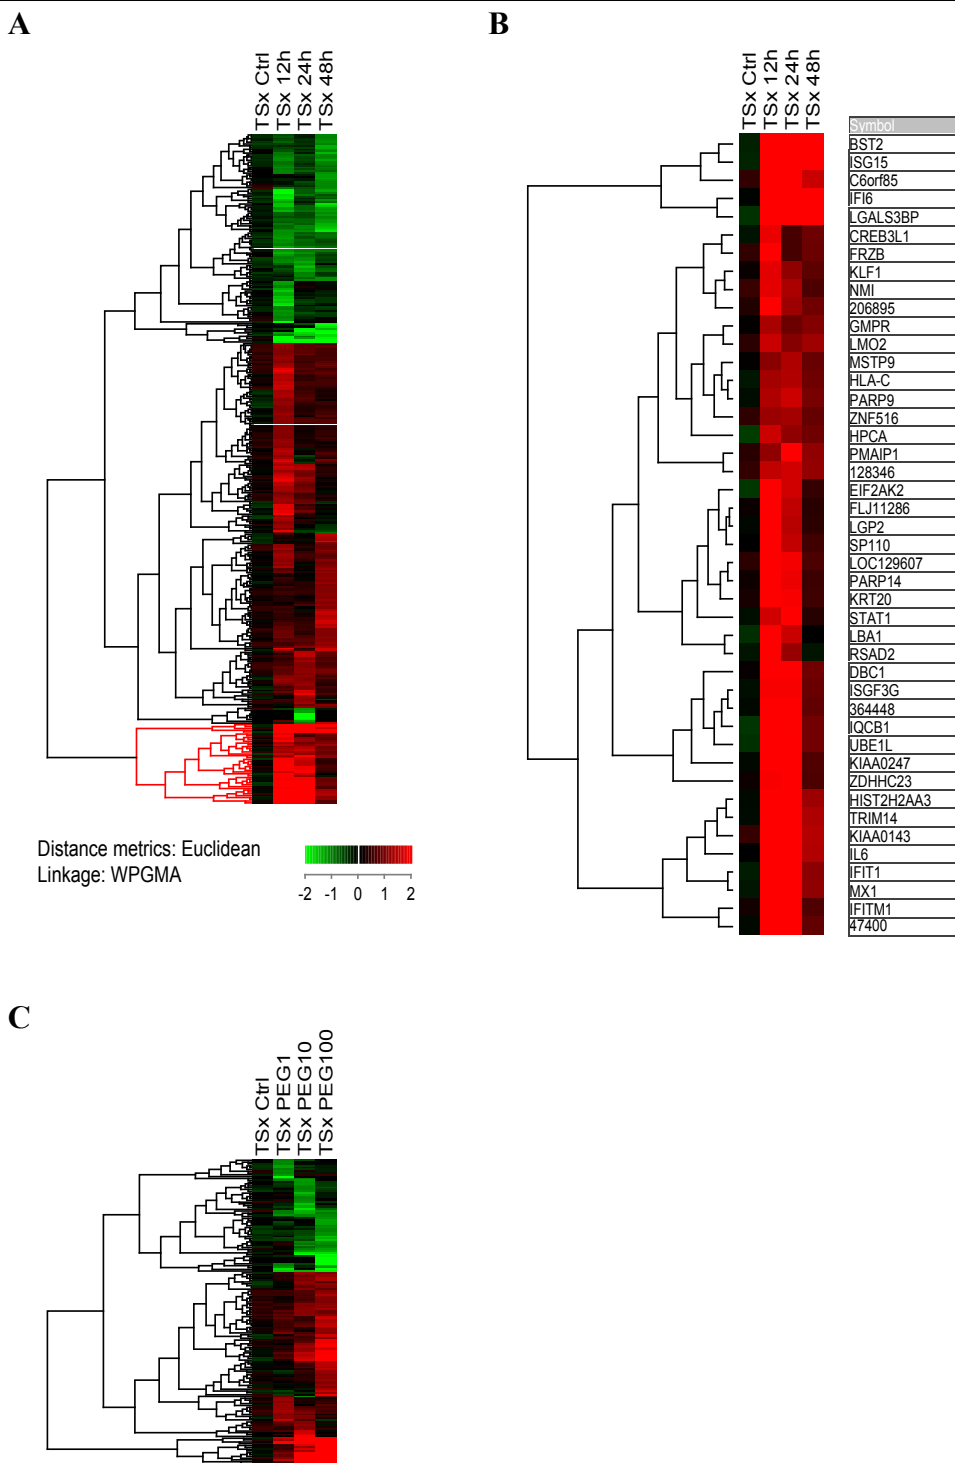 A
TSx Ctrl
TSx 12h
TSx 24h
TSx 48h
Distance metrics: Euclidean
Linkage: WPGMA
-2 -1 0 1 2
B
TSx Ctrl
TSx 12h
TSx 24h
TSx 48h
Symbol
BST2
ISG15
C6orf85
IFI6
LGALS3BP
CREB3L1
FRZB
KLF1
NMI
206895
GMPR
LMO2
MSTP9
HLA-C
PARP9
ZNF516
HPCA
PMAIP1
128346
EIF2AK2
FLJ11286
LGP2
SP110
LOC129607
PARP14
KRT20
STAT1
LBA1
RSAD2
DBC1
ISGF3G
364448
IQCB1
UBE1L
KIAA0247
ZDHHC23
HIST2H2AA3
TRIM14
KIAA0143
IL6
IFIT1
MX1
IFITM1
47400
C
TSx Ctrl
TSx PEG1
TSx PEG10
TSx PEG100